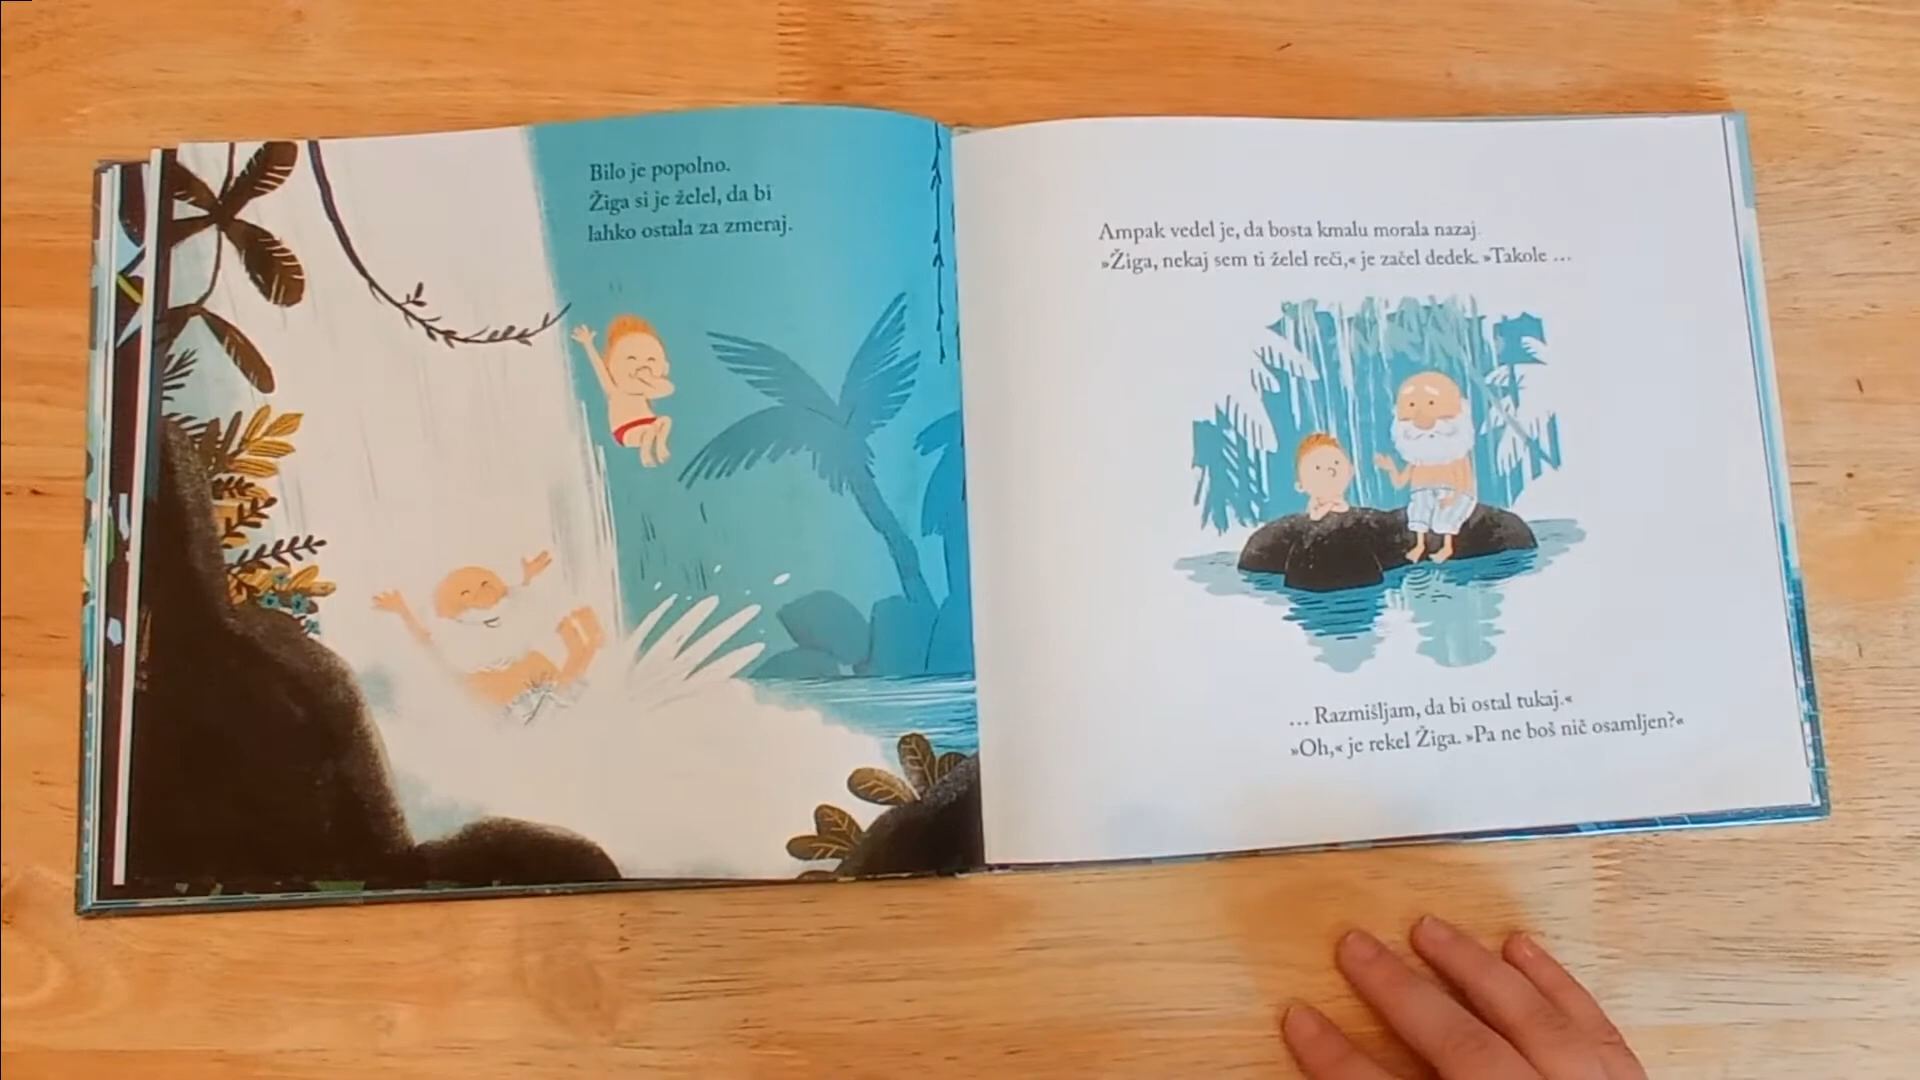 Bilo je popolno.
Žiga si je želel, da bi
lahko ostala za zmeraj.
Ampak vedel je, da bosta kmalu morala nazaj.
»Žiga, nekaj sem ti želel reči,« je začel dedek. »Takole …
… Razmišljam, da bi ostal tukaj.«
»Oh,« je rekel Žiga. »Pa ne boš nič osamljen?«